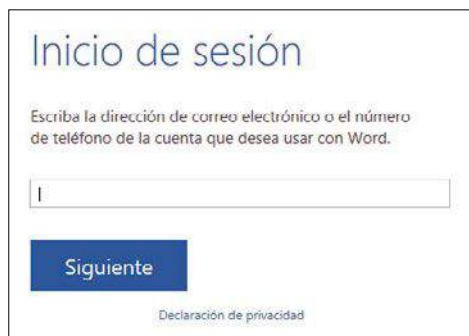 Inicio de sesión
Escriba la dirección de correo electrónico o el número
de teléfono de la cuenta que desea usar con Word.
Siguiente
Declaración de privacidad